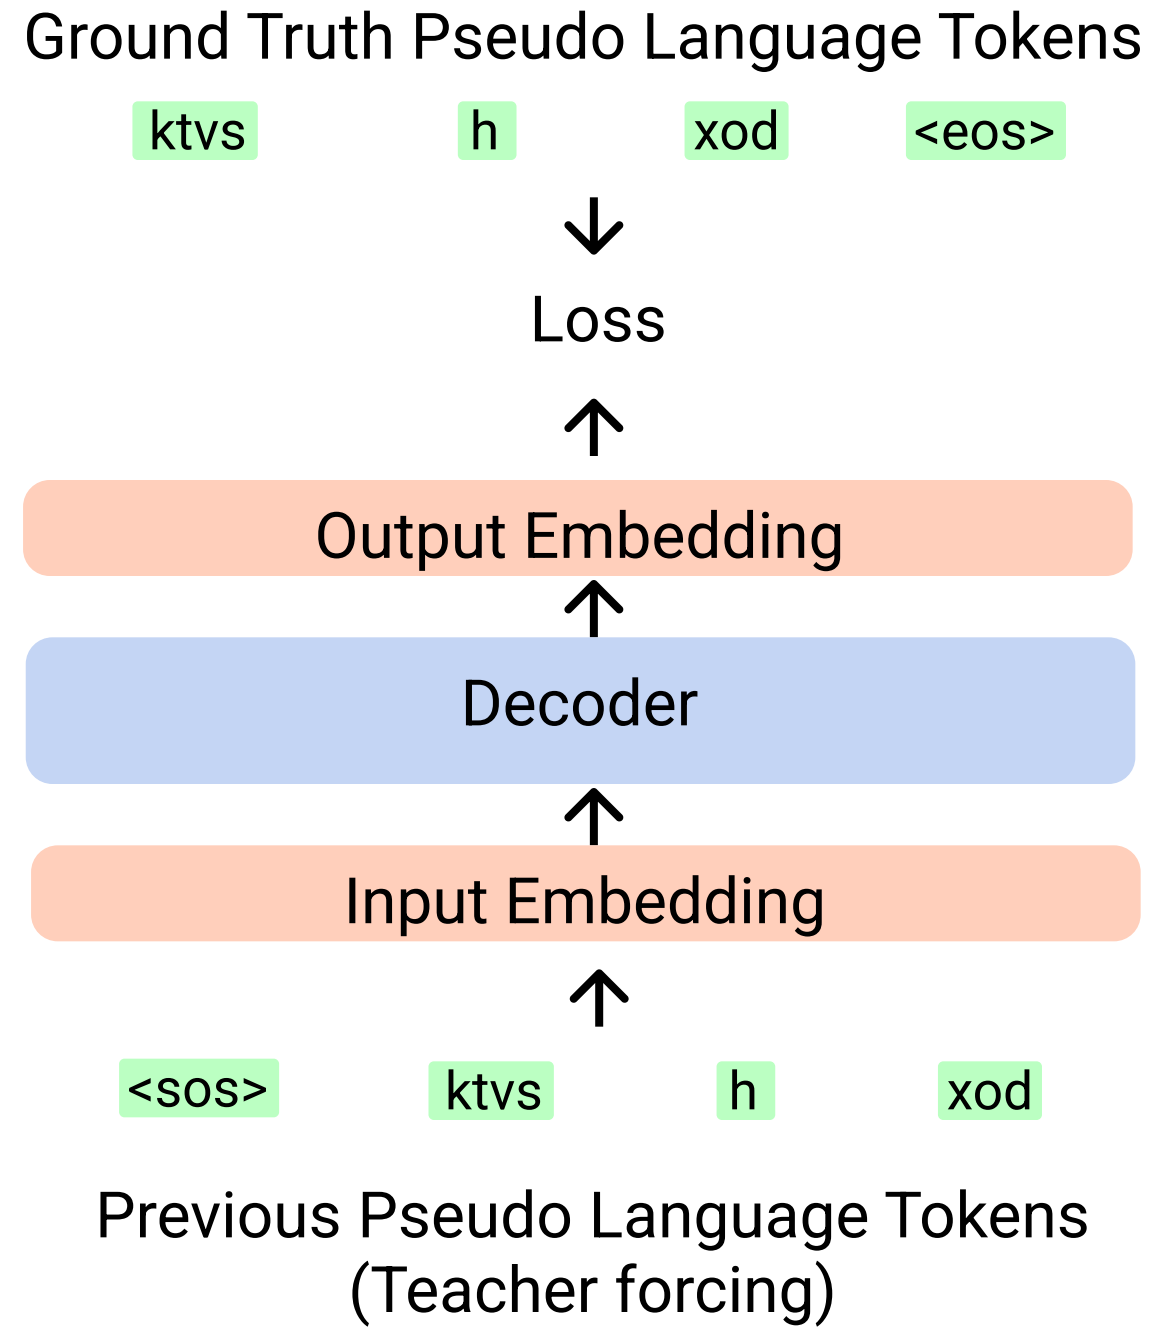 Ground Truth Pseudo Language Tokens
ktvs h xod <eos>
Loss
Output Embedding
Decoder
Input Embedding
<sos> ktvs h xod
Previous Pseudo Language Tokens
(Teacher forcing)